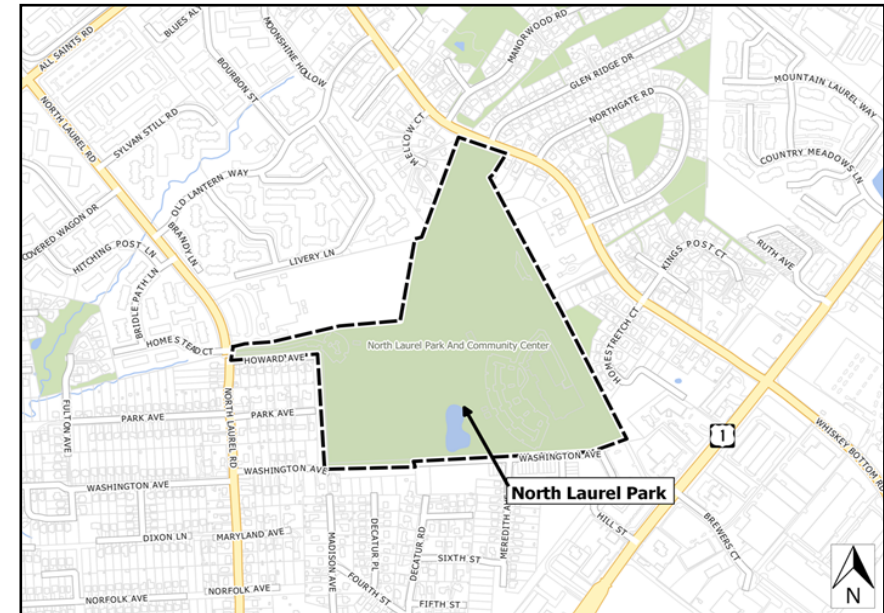 ALL SAINTS RD
BLUES AL
MOONSHINE HOLLOW
BOURBON ST
MANORWOOD RD
GLEN RIDGE DR
NORTHGATE RD
MOUNTAIN LAUREL WAY
COUNTRY MEADOWS LN
NORTH LAUREL RD
SYLVAN STILL RD
MELLOW CT
OLD LANTERN WAY
COVERED WAGON DR
HITCHING POST LN
BRANDY LN
LIVERY LN
KINGS POST CT
RUTH AVE
BRIDLE PATH LN
HOMESTEAD CT
HOWARD AVE
North Laurel Park And Community Center
HOMESTRETCH CT
FULTON AVE
PARK AVE
PARK AVE
NORTH LAUREL RD
1
WHISKEY BOTTOM RD
WASHINGTON AVE
WASHINGTON AVE
WASHINGTON AVE
North Laurel Park
MEREDITH A
HILL ST
BREWERS CT
DIXON LN
MARYLAND AVE
MADISON AVE
DECATUR PL
DECATUR RD
SIXTH ST
FOURTH ST
FIFTH ST
NORFOLK AVE
NORFOLK AVE
N